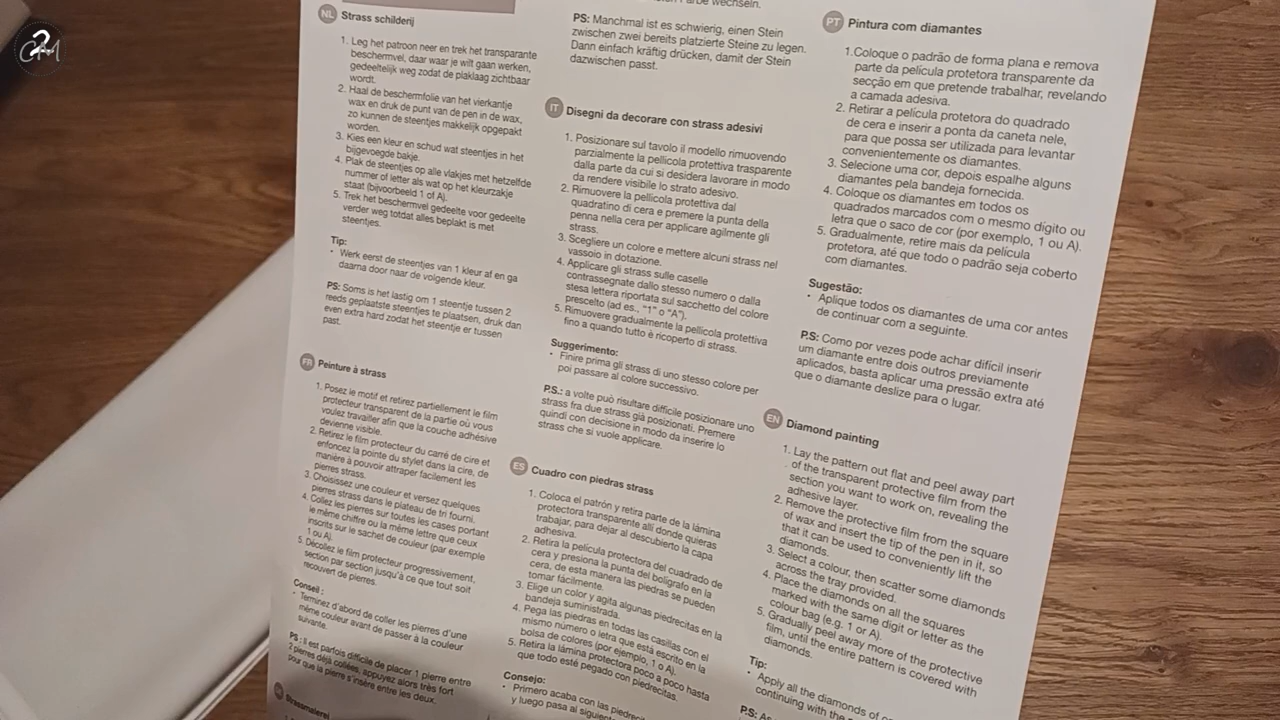 CM
NL Strass schilderij
1. Leg het patroon neer en trek het transparante
beschermvel, daar waar je wilt gaan werken,
gedeeltelijk weg zodat de plaklaag zichtbaar
wordt.
2. Haal de beschermfolie van het vierkantje
wax en druk de punt van de pen in de wax,
zo kunnen de steentjes makkelijk opgepakt
worden.
3. Kies een kleur en schud wat steentjes in het
bijgevoegde bakje.
4. Plak de steentjes op alle vlakjes met hetzelfde
nummer of letter als wat op het kleurzakje
staat (bijvoorbeeld 1 of A).
5. Trek het beschermvel gedeelte voor gedeelte
verder weg totdat alles beplakt is met
steentjes.
Tip:
• Werk eerst de steentjes van 1 kleur af en ga
daarna door naar de volgende kleur.
PS: Soms is het lastig om 1 steentje tussen 2
reeds geplaatste steentjes te plaatsen, druk dan
even extra hard zodat het steentje er tussen
past.
FR Peinture à strass
1. Posez le motif et retirez partiellement le film
protecteur transparent de la partie où vous
voulez travailler afin que la couche adhésive
devienne visible.
2. Retirez le film protecteur du carré de cire et
enfoncez la pointe du stylet dans la cire, de
manière à pouvoir attraper facilement les
pierres strass.
3. Choisissez une couleur et versez quelques
pierres strass dans le plateau de tri fourni.
4. Collez les pierres sur toutes les cases portant
le même chiffre ou la même lettre que ceux
inscrits sur le sachet de couleur (par exemple
1 ou A).
5. Décollez le film protecteur progressivement,
section par section jusqu'à ce que tout soit
recouvert de pierres.
Conseil :
• Terminez d'abord de coller les pierres d'une
même couleur avant de passer à la couleur
suivante.
PS : Il est parfois difficile de placer 1 pierre entre
2 pierres déjà collées, appuyez alors très fort
pour que la pierre s'insère entre les deux.
Strassmalerei
wechseln.
PS: Manchmal ist es schwierig, einen Stein
zwischen zwei bereits platzierte Steine zu legen.
Dann einfach kräftig drücken, damit der Stein
dazwischen passt.
IT Disegni da decorare con strass adesivi
1. Posizionare sul tavolo il modello rimuovendo
parzialmente la pellicola protettiva trasparente
dalla parte da cui si desidera lavorare in modo
da rendere visibile lo strato adesivo.
2. Rimuovere la pellicola protettiva dal
quadratino di cera e premere la punta della
penna nella cera per applicare agilmente gli
strass.
3. Scegliere un colore e mettere alcuni strass nel
vassoio in dotazione.
4. Applicare gli strass sulle caselle
contrassegnate dallo stesso numero o dalla
stesa lettera riportata sul sacchetto del colore
prescelto (ad es., "1" o "A").
5. Rimuovere gradualmente la pellicola protettiva
fino a quando tutto è ricoperto di strass.
Suggerimento:
• Finire prima gli strass di uno stesso colore per
poi passare al colore successivo.
P.S.: a volte può risultare difficile posizionare uno
strass fra due strass già posizionati. Premere
quindi con decisione in modo da inserire lo
strass che si vuole applicare.
ES Cuadro con piedras strass
1. Coloca el patrón y retira parte de la lámina
protectora transparente allí donde quieras
trabajar, para dejar al descubierto la capa
adhesiva.
2. Retira la película protectora del cuadrado de
cera y presiona la punta del bolígrafo en la
cera, de esta manera las piedras se pueden
tomar fácilmente.
3. Elige un color y agita algunas piedrecitas en la
bandeja suministrada.
4. Pega las piedras en todas las casillas con el
mismo número o letra que está escrito en la
bolsa de colores (por ejemplo, 1 o A).
5. Retira la lámina protectora poco a poco hasta
que todo esté pegado con piedrecitas.
Consejo:
• Primero acaba con las
y luego pasa al
PT Pintura com diamantes
1.Coloque o padrão de forma plana e remova
parte da película protetora transparente da
secção em que pretende trabalhar, revelando
a camada adesiva.
2. Retirar a película protetora do quadrado
de cera e inserir a ponta da caneta nele,
para que possa ser utilizada para levantar
convenientemente os diamantes.
3. Selecione uma cor, depois espalhe alguns
diamantes pela bandeja fornecida.
4. Coloque os diamantes em todos os
quadrados marcados com o mesmo dígito ou
letra que o saco de cor (por exemplo, 1 ou A).
5. Gradualmente, retire mais da película
protetora, até que todo o padrão seja coberto
com diamantes.
Sugestão:
• Aplique todos os diamantes de uma cor antes
de continuar com a seguinte.
P.S: Como por vezes pode achar difícil inserir
um diamante entre dois outros previamente
aplicados, basta aplicar uma pressão extra até
que o diamante deslize para o lugar.
EN Diamond painting
1. Lay the pattern out flat and peel away part
of the transparent protective film from the
section you want to work on, revealing the
adhesive layer.
2. Remove the protective film from the square
of wax and insert the tip of the pen in it, so
that it can be used to conveniently lift the
diamonds.
3. Select a colour, then scatter some diamonds
across the tray provided.
4. Place the diamonds on all the squares
marked with the same digit or letter as the
colour bag (e.g. 1 or A).
5. Gradually peel away more of the protective
film, until the entire pattern is covered with
diamonds.
Tip:
• Apply all the diamonds of
continuing with the
P.S: